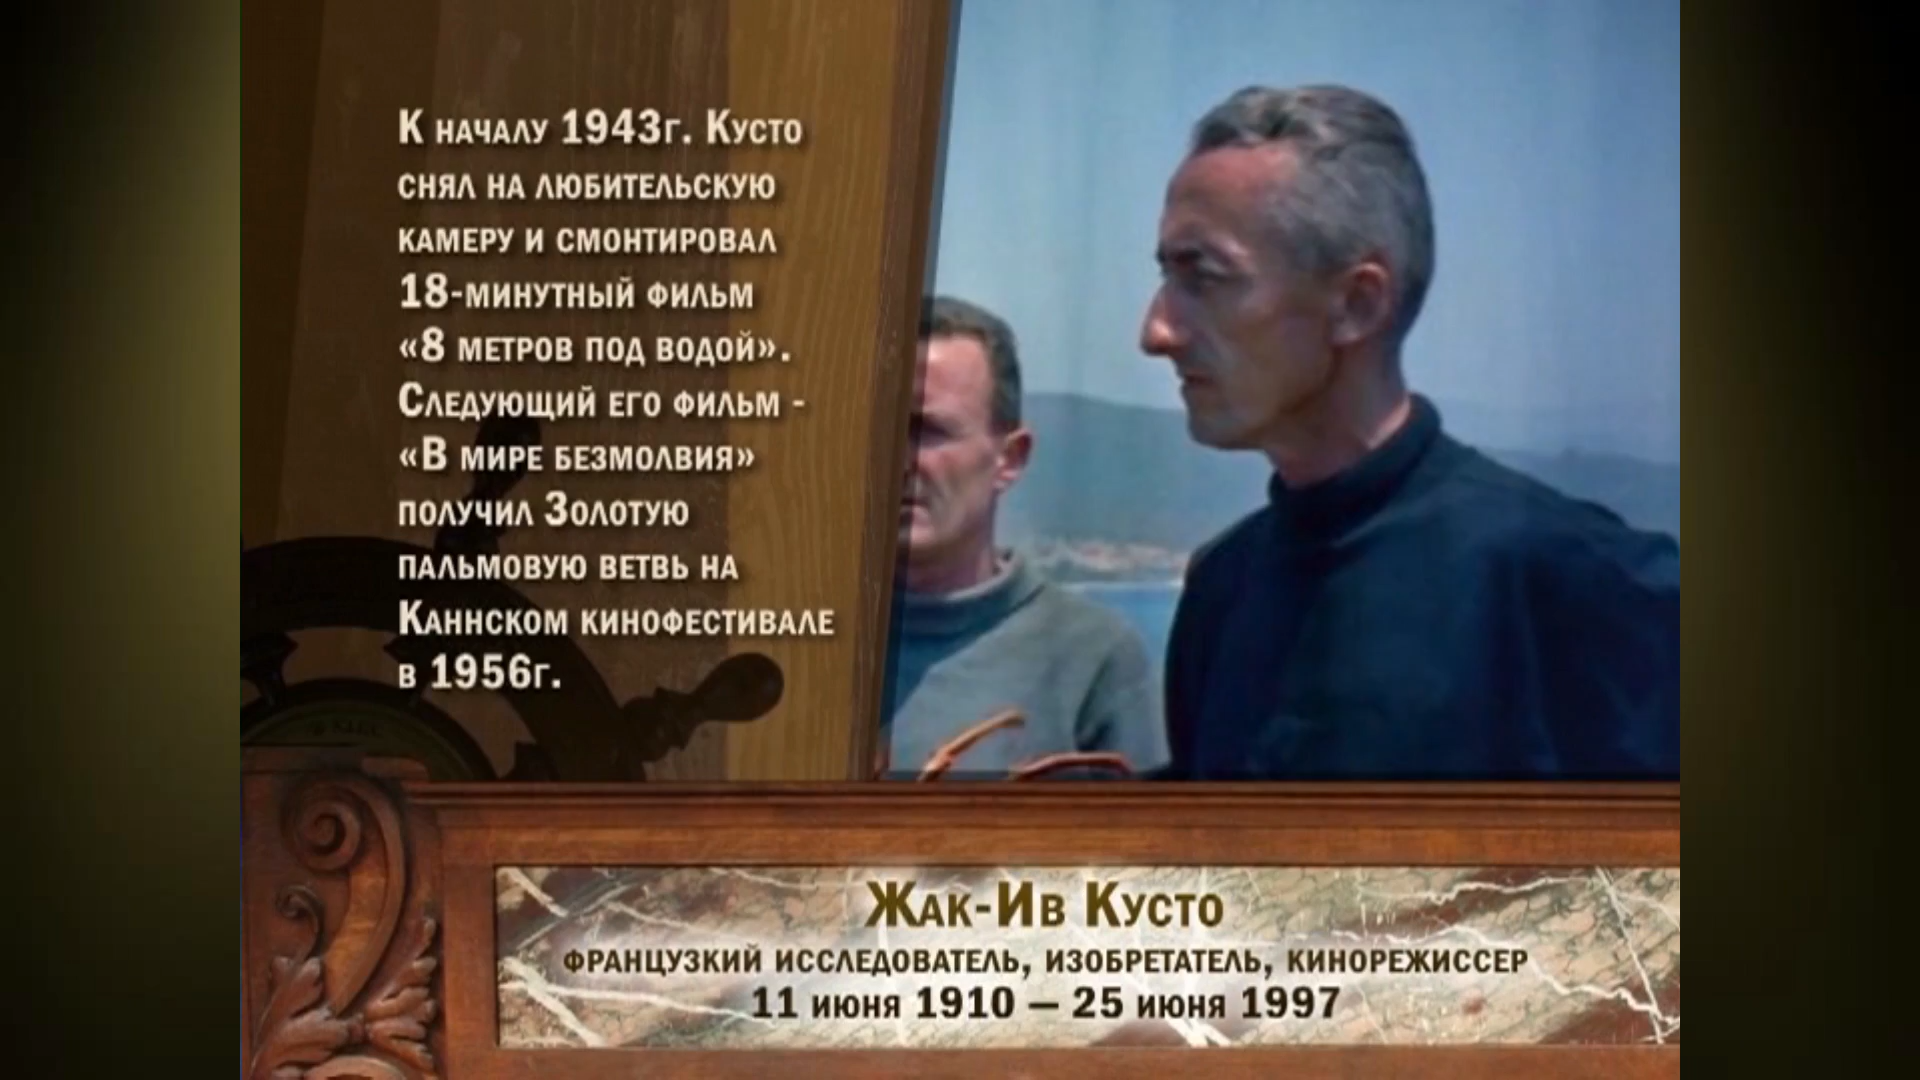 К началу 1943г. Кусто
снял на любительскую
камеру и смонтировал
18-минутный фильм
«8 метров под водой».
Следующий его фильм -
«В мире безмолвия»
получил Золотую
пальмовую ветвь на
Каннском кинофестивале
в 1956г.
Жак-Ив Кусто
французкий исследователь, изобретатель, кинорежиссер
11 июня 1910 — 25 июня 1997